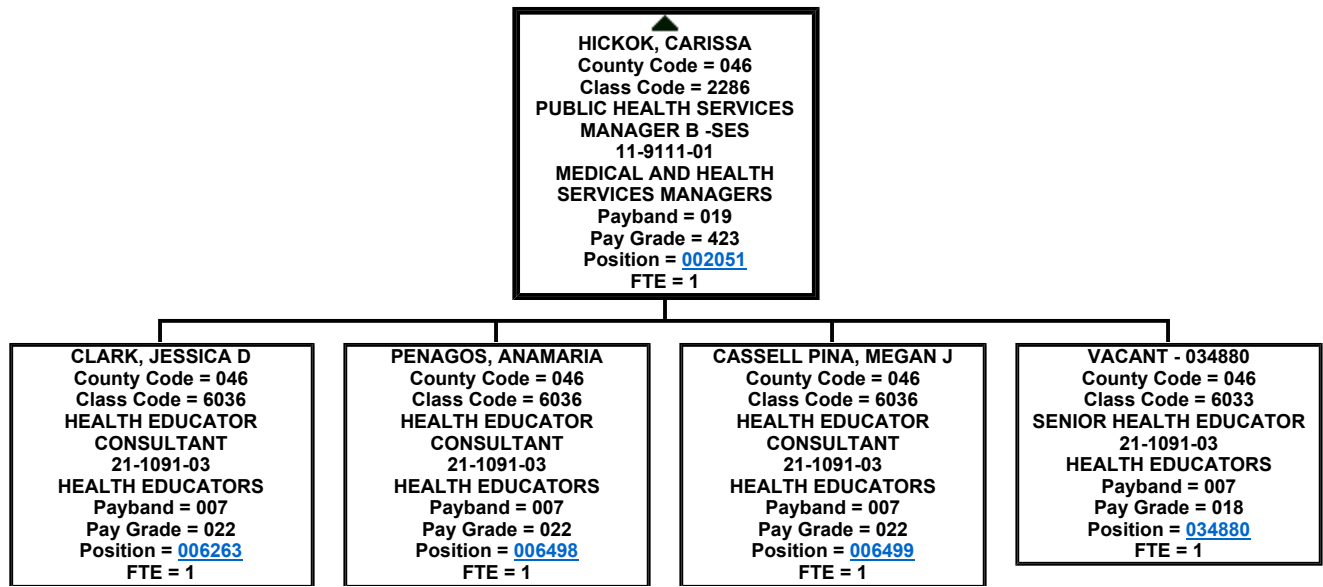 HICKOK, CARISSA
County Code = 046
Class Code = 2286
PUBLIC HEALTH SERVICES
MANAGER B -SES
11-9111-01
MEDICAL AND HEALTH
SERVICES MANAGERS
Payband = 019
Pay Grade = 423
Position = 002051
FTE = 1
CLARK, JESSICA D
County Code = 046
Class Code = 6036
HEALTH EDUCATOR
CONSULTANT
21-1091-03
HEALTH EDUCATORS
Payband = 007
Pay Grade = 022
Position = 006263
FTE = 1
PENAGOS, ANAMARIA
County Code = 046
Class Code = 6036
HEALTH EDUCATOR
CONSULTANT
21-1091-03
HEALTH EDUCATORS
Payband = 007
Pay Grade = 022
Position = 006498
FTE = 1
CASSELL PINA, MEGAN J
County Code = 046
Class Code = 6036
HEALTH EDUCATOR
CONSULTANT
21-1091-03
HEALTH EDUCATORS
Payband = 007
Pay Grade = 022
Position = 006499
FTE = 1
VACANT - 034880
County Code = 046
Class Code = 6033
SENIOR HEALTH EDUCATOR
21-1091-03
HEALTH EDUCATORS
Payband = 007
Pay Grade = 018
Position = 034880
FTE = 1